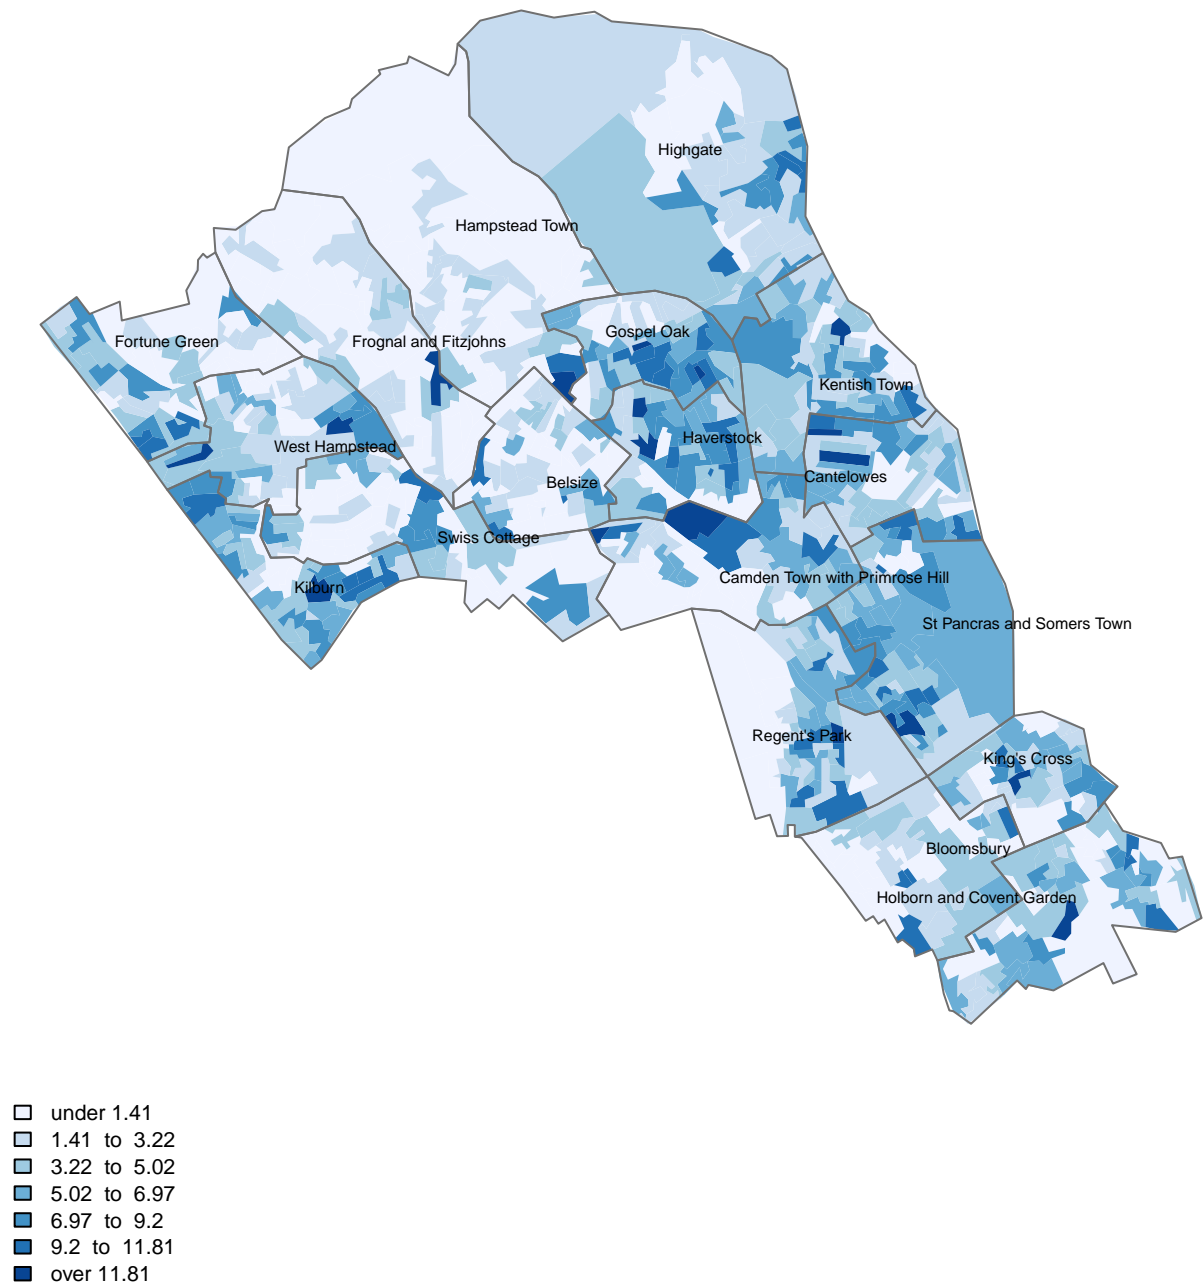 Highgate
Hampstead Town
Gospel Oak
Fortune Green
Frognal and Fitzjohns
Kentish Town
Haverstock
West Hampstead
Cantelowes
Belsize
Swiss Cottage
Camden Town with Primrose Hill
Kilburn
St Pancras and Somers Town
Regent's Park
King's Cross
Bloomsbury
Holborn and Covent Garden
under 1.41
1.41 to 3.22
3.22 to 5.02
5.02 to 6.97
6.97 to 9.2
9.2 to 11.81
over 11.81